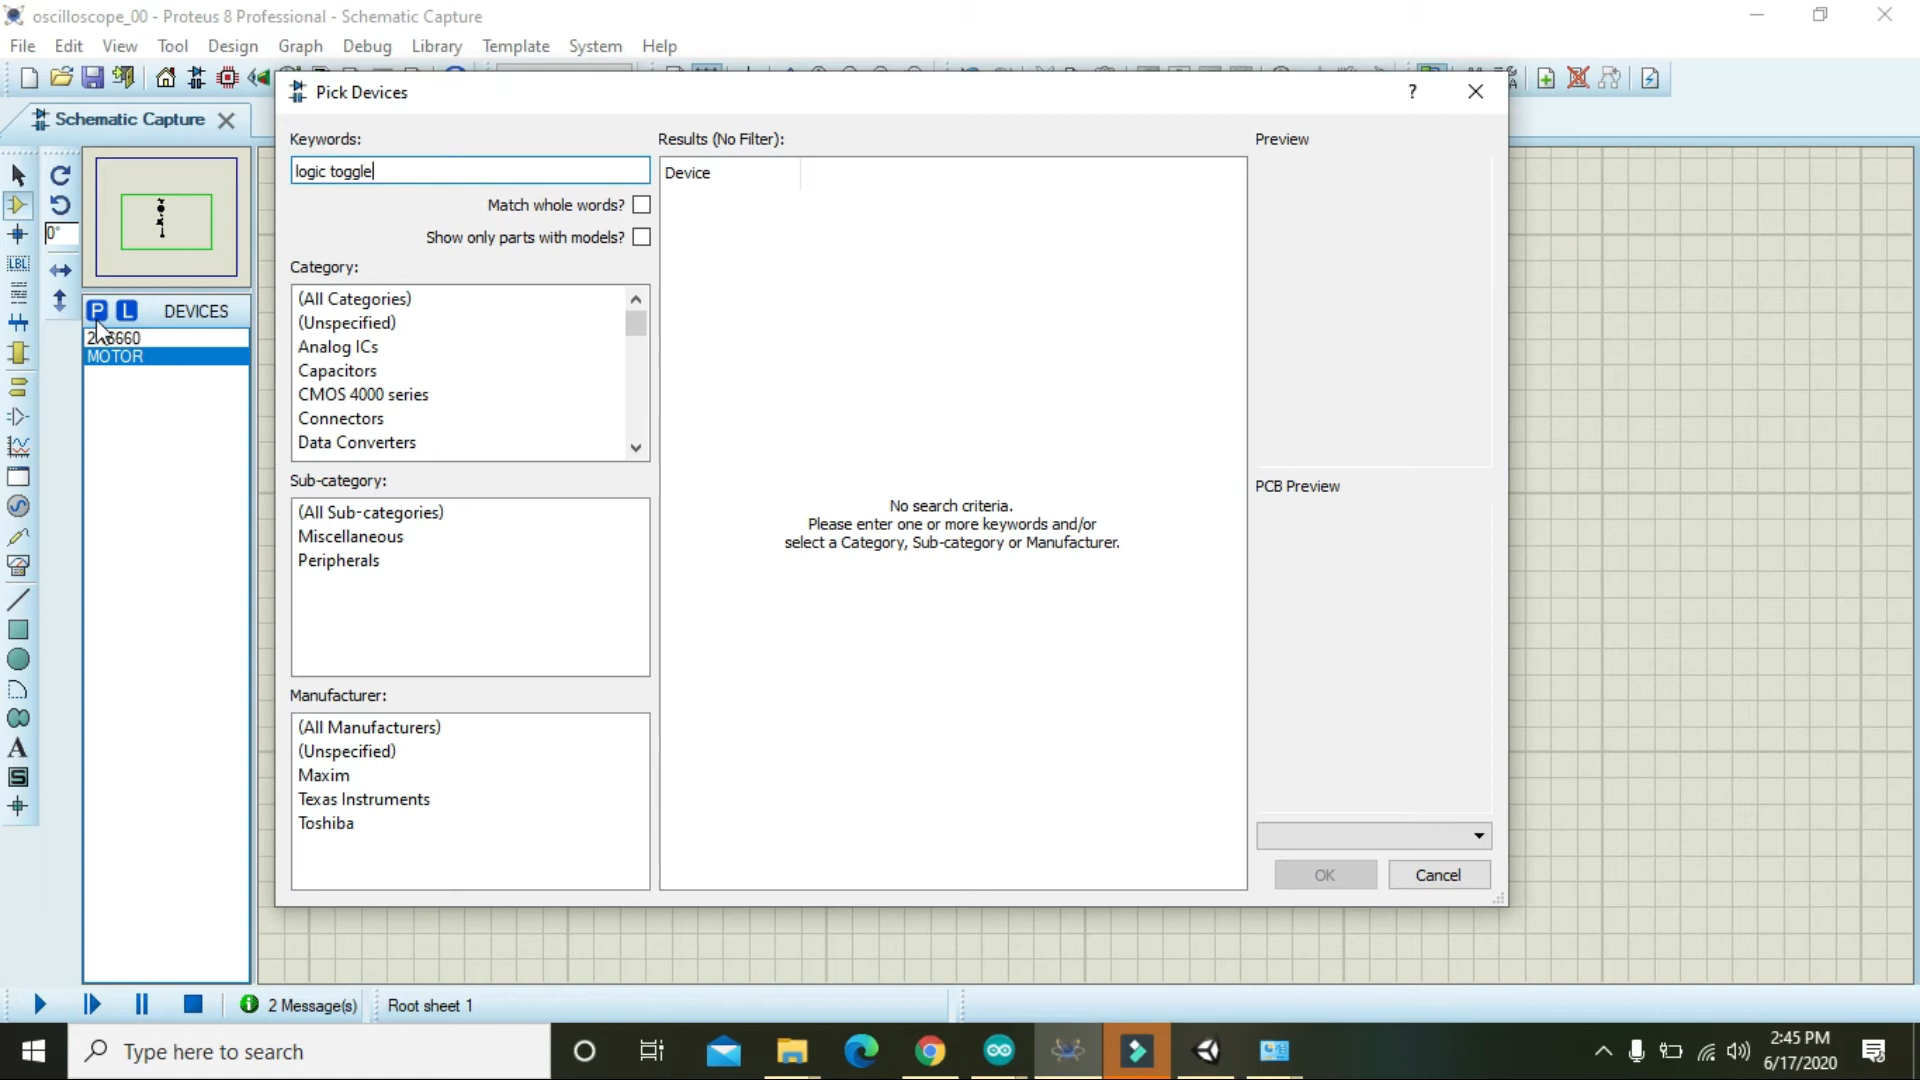 oscilloscope_00 - Proteus 8 Professional - Schematic Capture
File Edit View Tool Design Graph Debug Library Template System Help
Schematic Capture
Pick Devices
?
Keywords:
logic toggle
Match whole words?
Show only parts with models?
Category:
(All Categories)
(Unspecified)
Analog ICs
Capacitors
CMOS 4000 series
Connectors
Data Converters
Sub-category:
(All Sub-categories)
Miscellaneous
Peripherals
Manufacturer:
(All Manufacturers)
(Unspecified)
Maxim
Texas Instruments
Toshiba
Results (No Filter):
Device
No search criteria.
Please enter one or more keywords and/or
select a Category, Sub-category or Manufacturer.
Preview
PCB Preview
OK Cancel
0°
LBL
A
S
P L DEVICES
MOTOR
2 Message(s) Root sheet 1
Type here to search
2:45 PM
6/17/2020